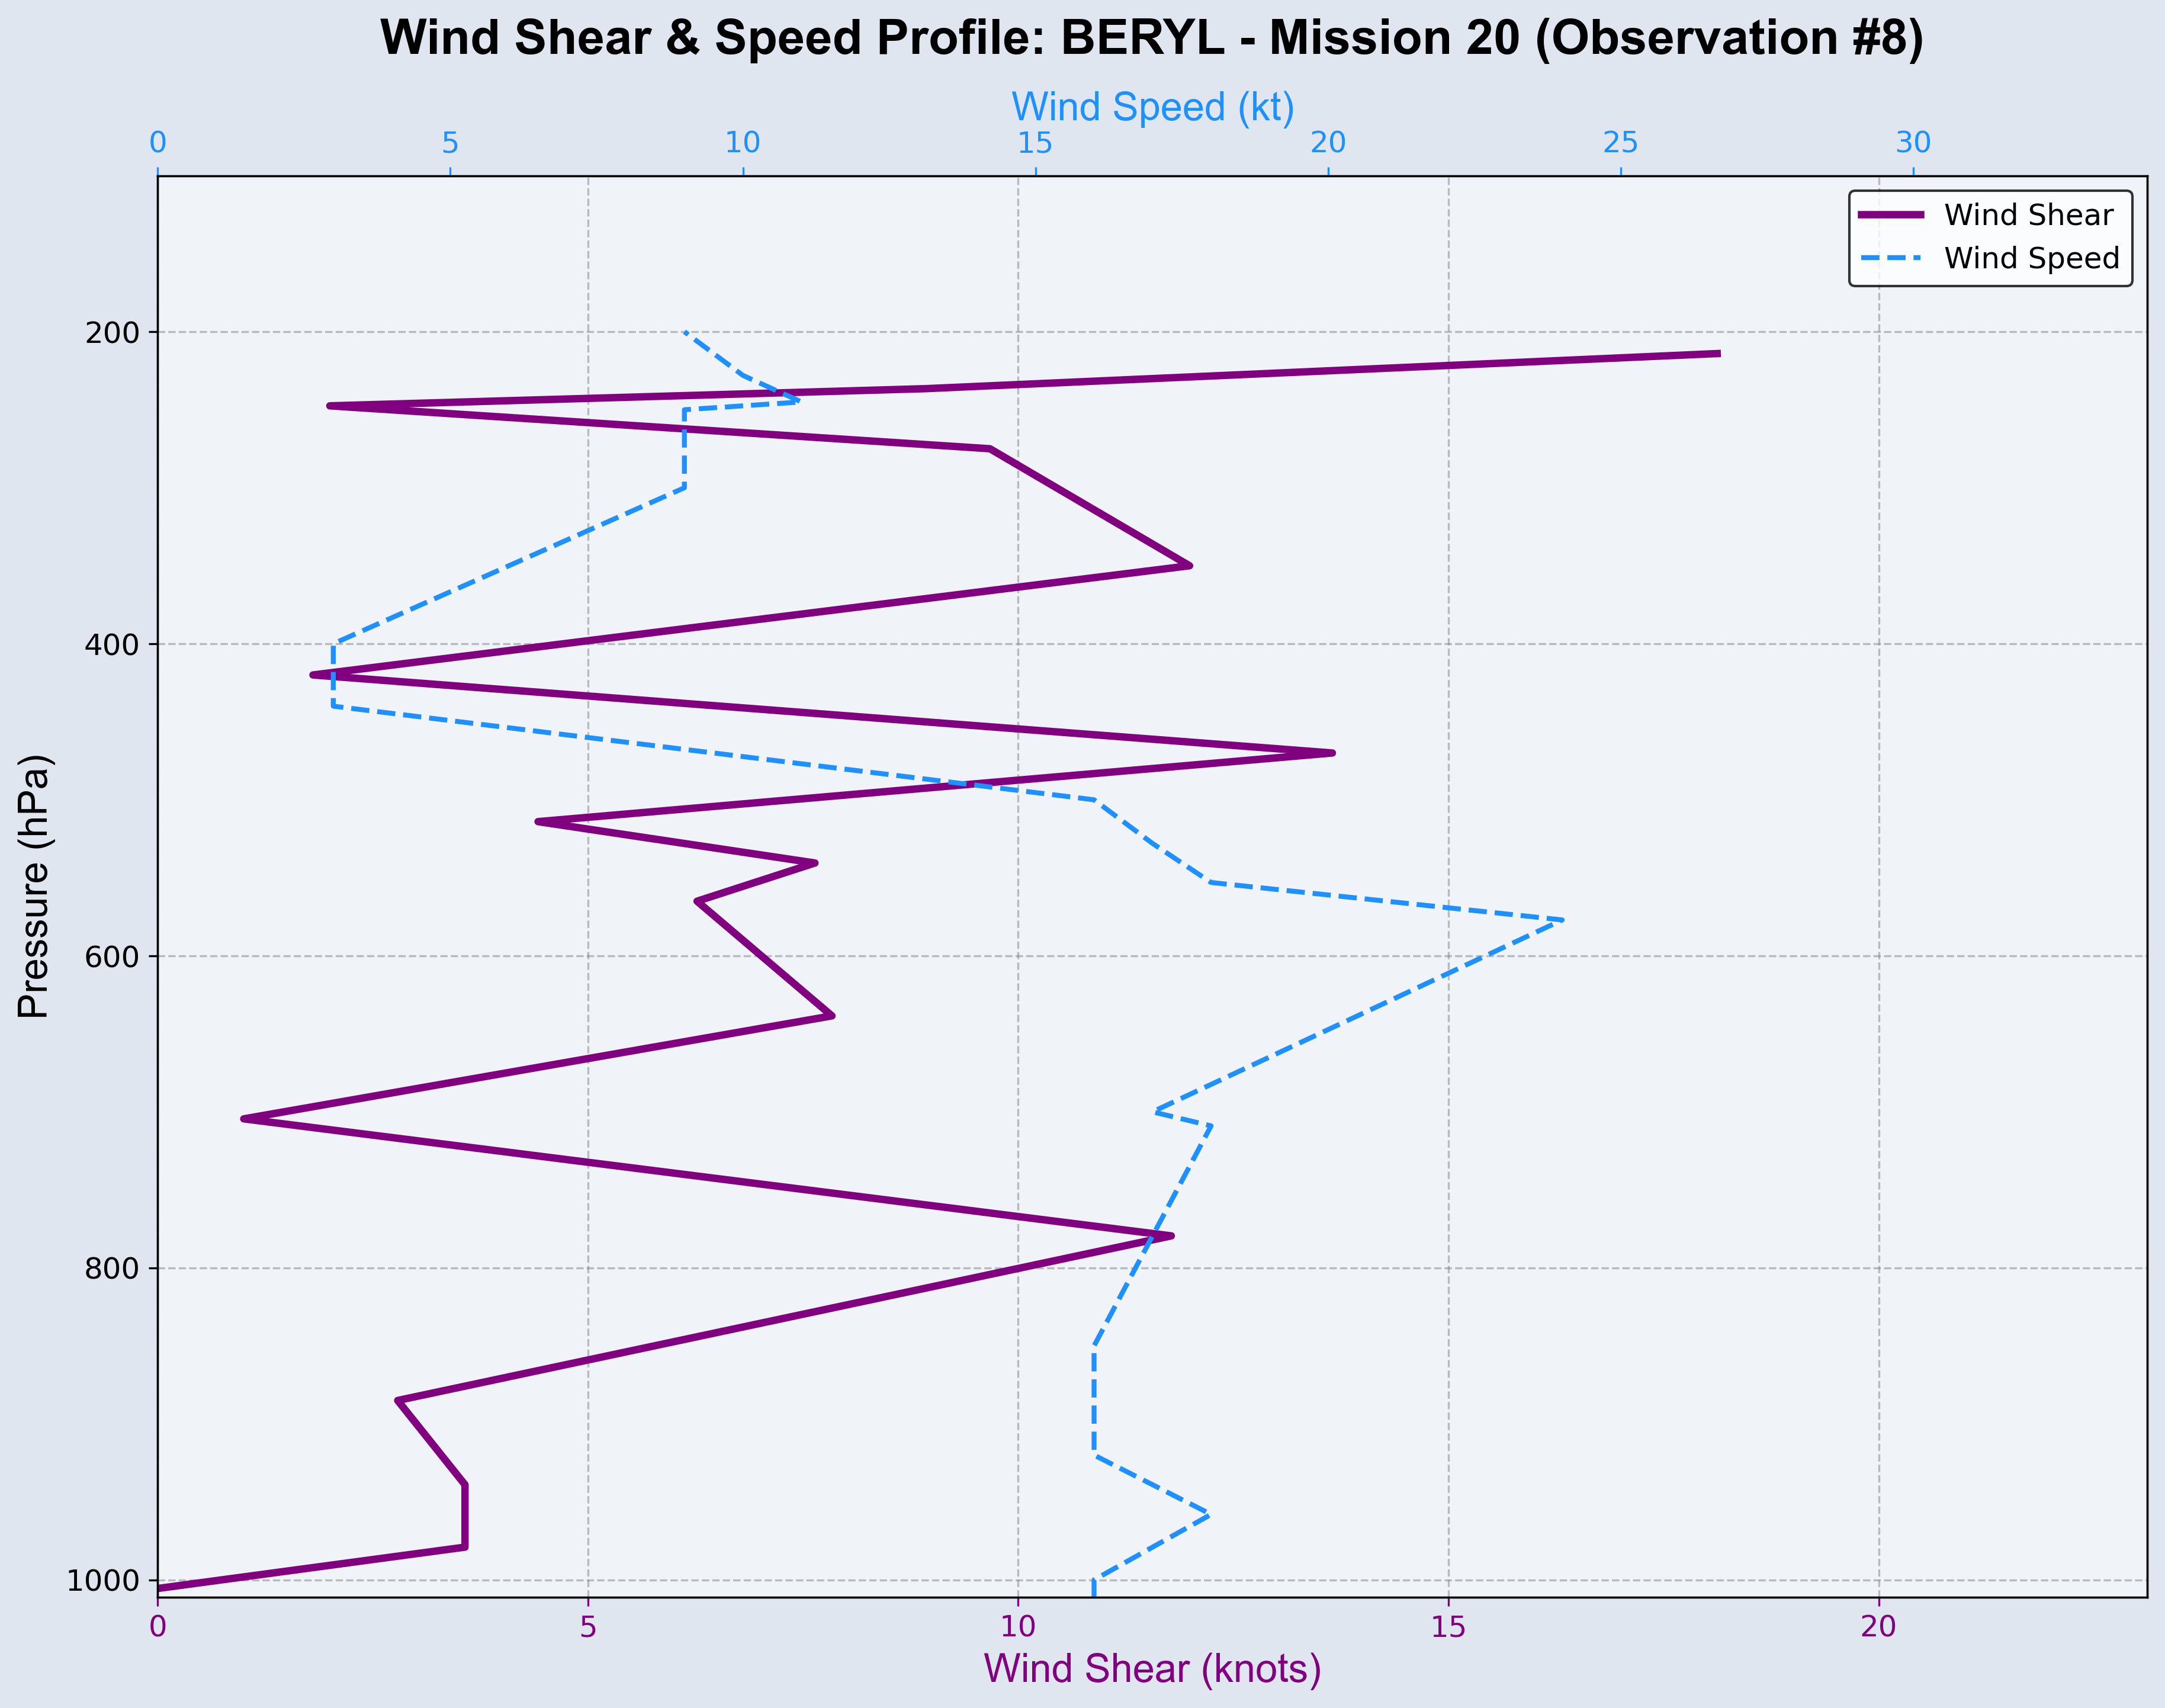 Wind Shear & Speed Profile: BERYL - Mission 20 (Observation #8)
Wind Speed (kt)
0 5 10 15 20 25 30
Wind Shear
Wind Speed
200
400
600
800
1000
Pressure (hPa)
0 5 10 15 20
Wind Shear (knots)